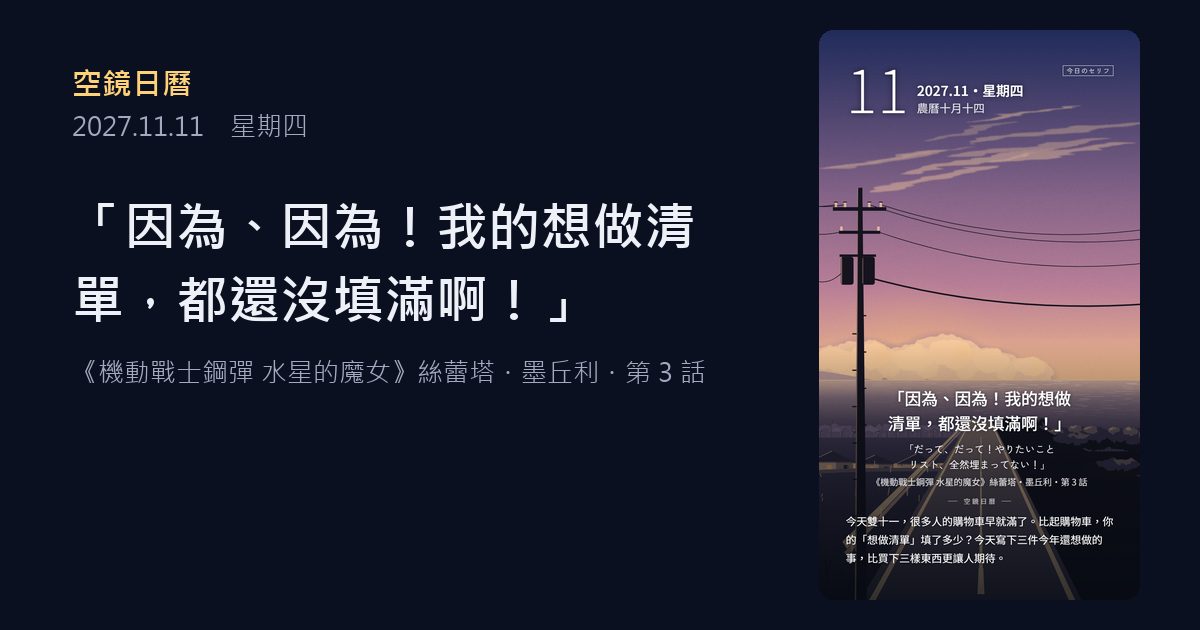 空鏡日曆
2027.11.11 星期四
「因為、因為！我的想做清
單，都還沒填滿啊！」
《機動戰士鋼彈 水星的魔女》絲蕾塔・墨丘利・第 3 話
今日のセリフ
11
2027.11・星期四
農曆十月十四
「因為、因為！我的想做
清單，都還沒填滿啊！」
「だって、だって！やりたいこと
リスト、全然埋まってない！」
《機動戰士鋼彈 水星的魔女》絲蕾塔・墨丘利・第 3 話
— 空鏡日曆 —
今天雙十一，很多人的購物車早就滿了。比起購物車，你
的「想做清單」填了多少？今天寫下三件今年還想做的
事，比買下三樣東西更讓人期待。